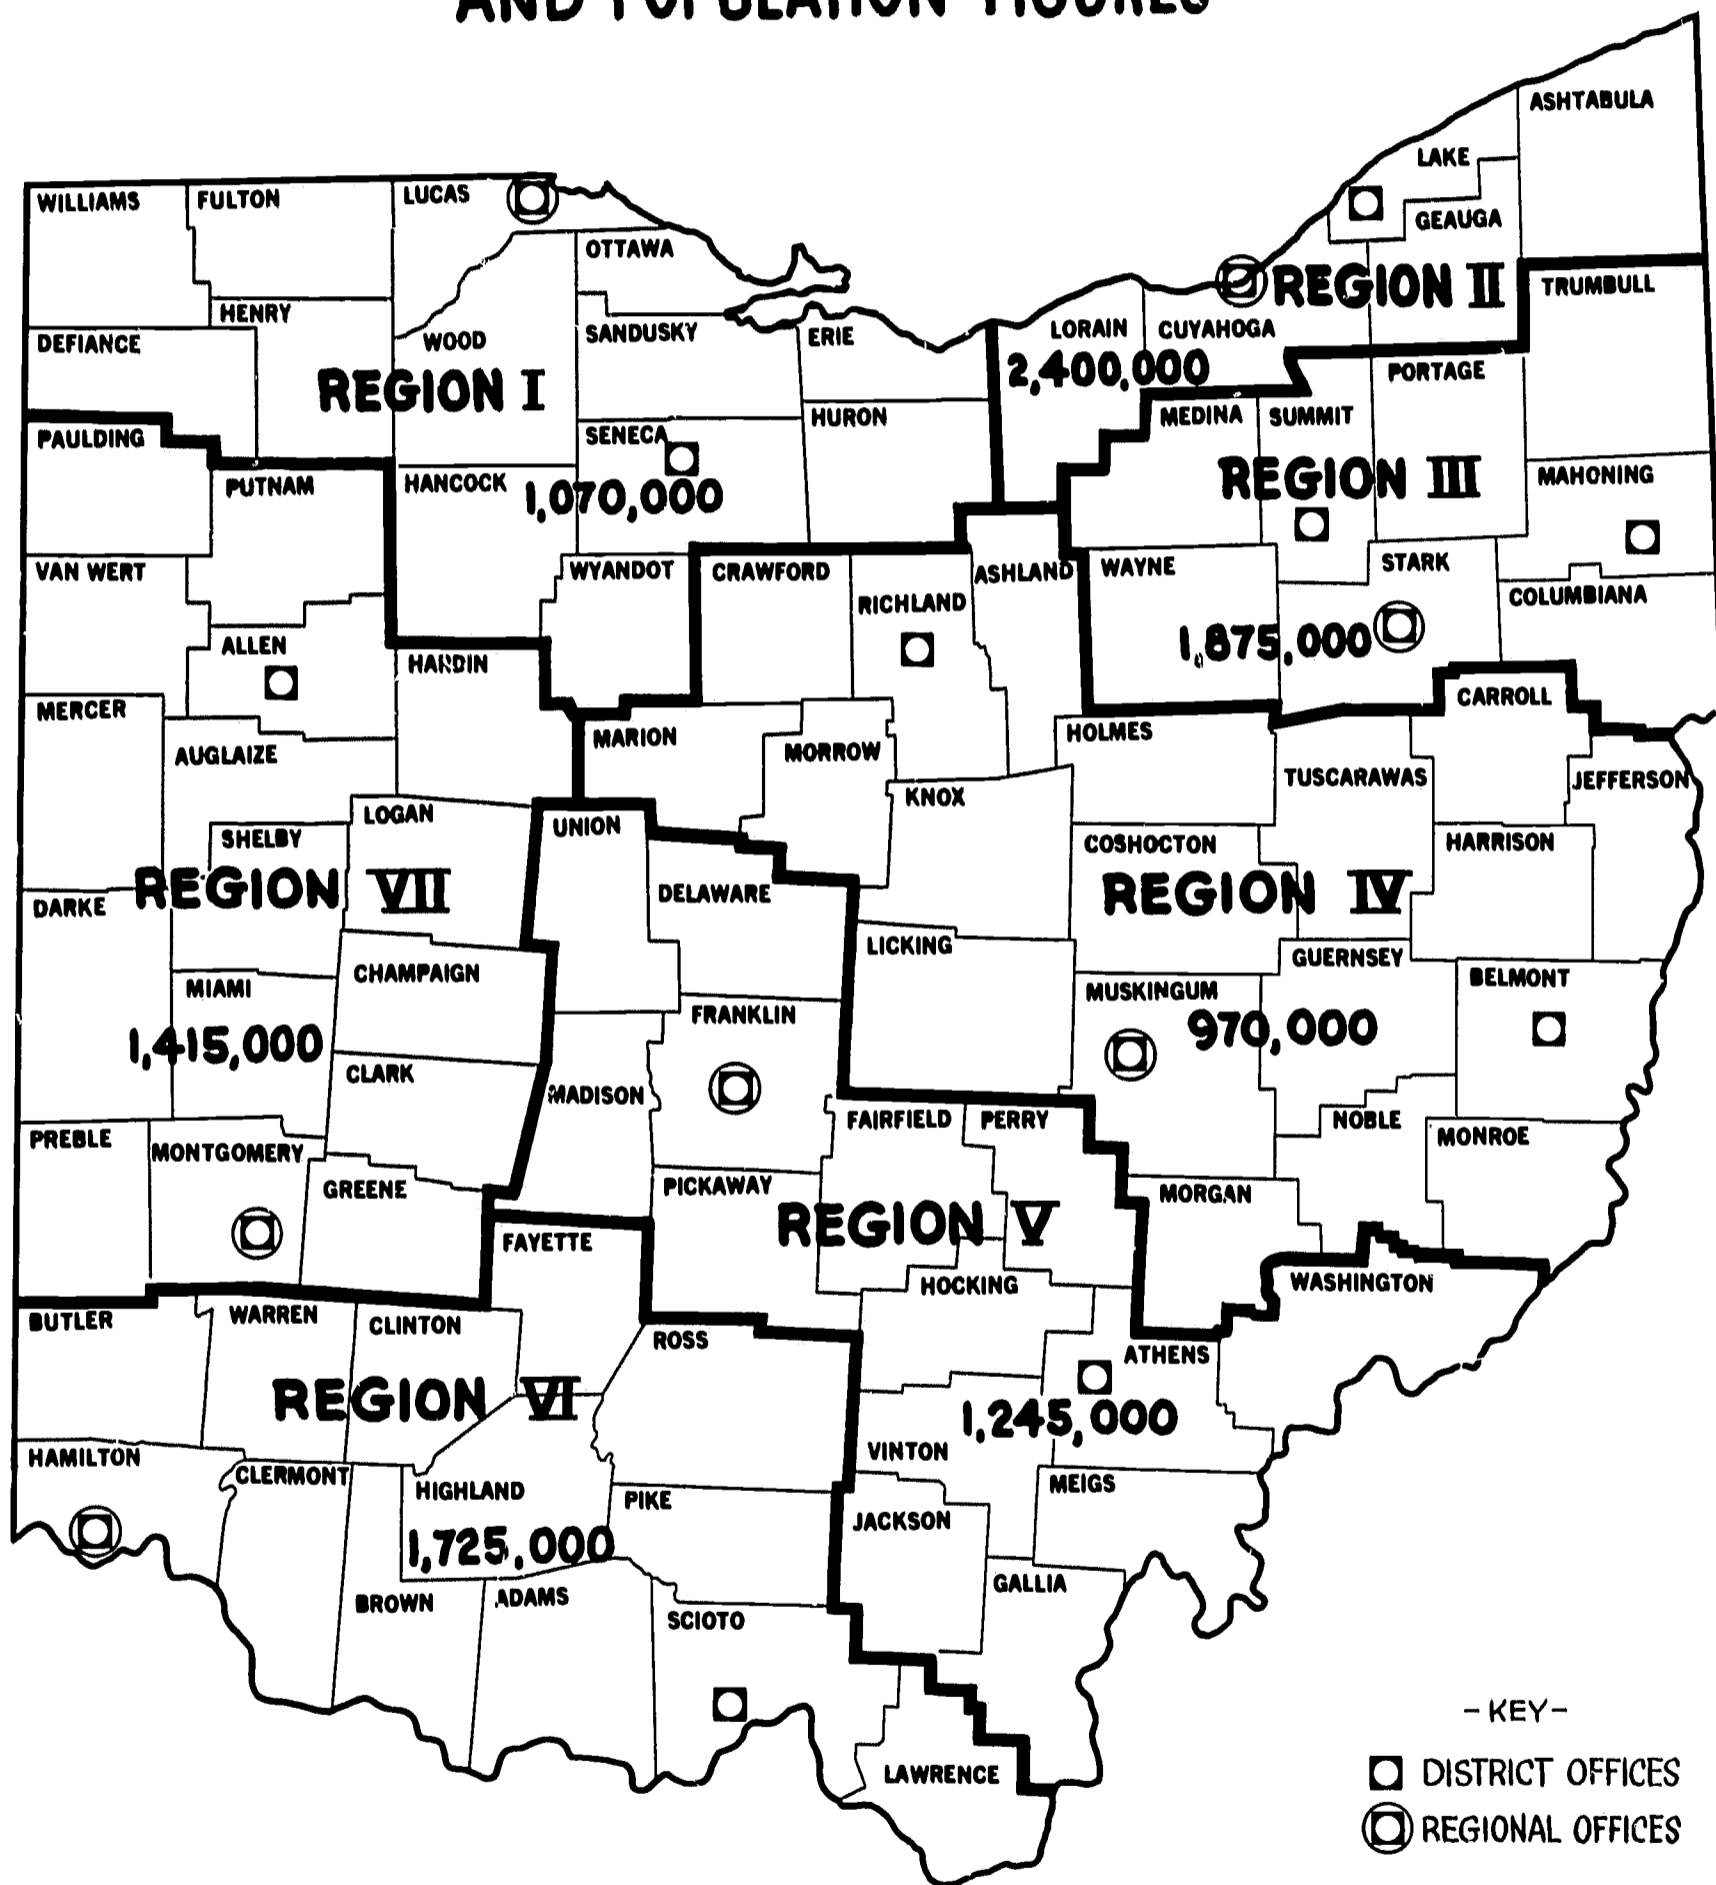 AND POPULATION FIGURES
ASHTABULA
LAKE
GEAUGA
WILLIAMS
FULTON
LUCAS
OTTAWA
REGION II
TRUMBULL
HENRY
DEFIANCE
WOOD
SANDUSKY
ERIE
LORAIN
CUYAHOGA
2,400,000
PORTAGE
REGION I
HURON
MEDINA
SUMMIT
PAULDING
SENECA
PUTNAM
HANCOCK
1,070,000
REGION III
MAHONING
VAN WERT
WYANDOT
CRAWFORD
ASHLAND
WAYNE
STARK
RICHLAND
COLUMBIANA
ALLEN
HARDIN
1,875,000
CARROLL
MERCER
AUGLAIZE
MARION
MORROW
HOLMES
TUSCARAWAS
JEFFERSON
KNOX
LOGAN
SHELBY
UNION
COSHOCTON
HARRISON
REGION VII
DELAWARE
REGION IV
DARKE
LICKING
GUERNSEY
CHAMPAIGN
BELMONT
MIAMI
MUSKINGUM
FRANKLIN
970,000
1,415,000
CLARK
MADISON
FAIRFIELD
PERRY
NOBLE
PREBLE
MONTGOMERY
MONROE
GREENE
PICKAWAY
MORGAN
REGION V
FAYETTE
HOCKING
WASHINGTON
BUTLER
WARREN
CLINTON
ROSS
ATHENS
REGION VI
1,245,000
HAMILTON
VINTON
CLERMONT
HIGHLAND
PIKE
MEIGS
JACKSON
1,725,000
GALLIA
BROWN
ADAMS
SCIOTO
LAWRENCE
- KEY -
DISTRICT OFFICES
REGIONAL OFFICES